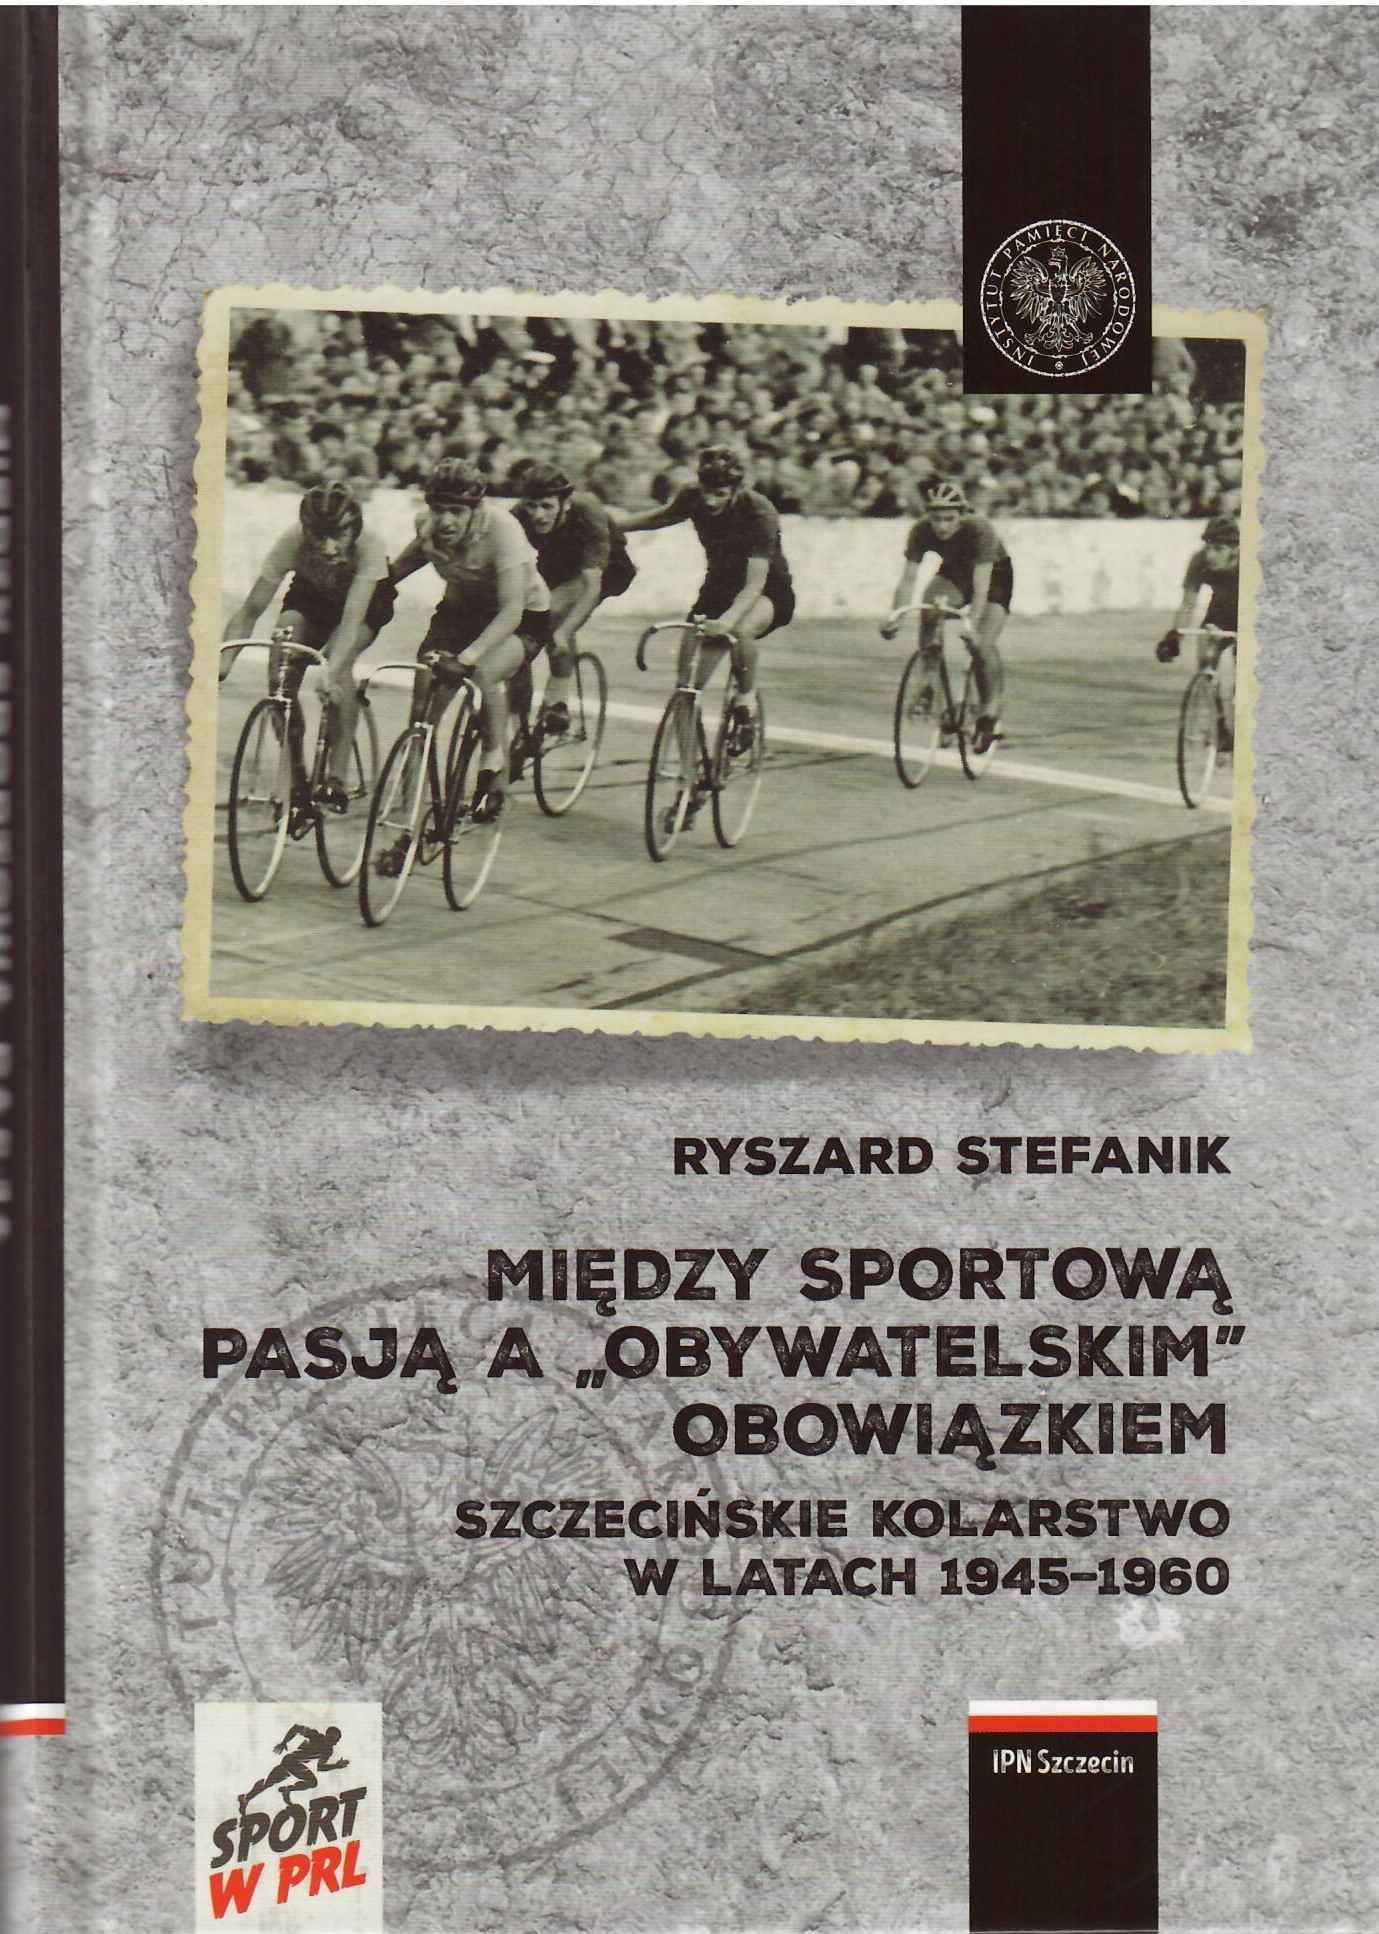 INSTYTUT PAMIĘCI NARODOWEJ
RYSZARD STEFANIK
MIĘDZY SPORTOWĄ
PASJĄ A „OBYWATELSKIM”
OBOWIĄZKIEM
SZCZECIŃSKIE KOLARSTWO
W LATACH 1945–1960
SPORT
W PRL
IPN Szczecin